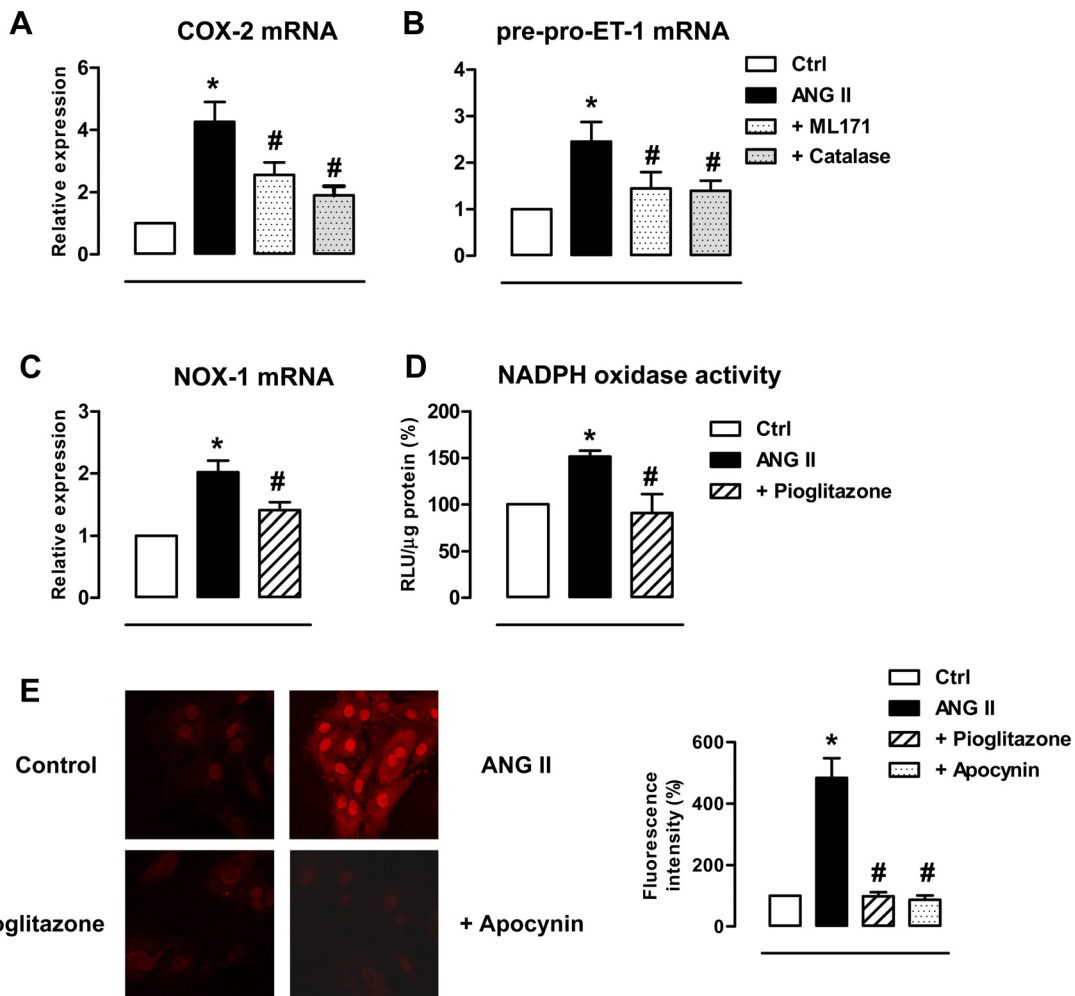 A
COX-2 mRNA
Relative expression
6
4
2
0
*
#
#
B
pre-pro-ET-1 mRNA
4
3
2
1
0
*
#
#
Ctrl
ANG II
+ ML171
+ Catalase
C
NOX-1 mRNA
Relative expression
3
2
1
0
*
#
D
NADPH oxidase activity
RLU/μg protein (%)
200
150
100
50
0
*
#
Ctrl
ANG II
+ Pioglitazone
E
Control
ANG II
oglitazone
+ Apocynin
Fluorescence
intensity (%)
600
400
200
0
*
#
#
Ctrl
ANG II
+ Pioglitazone
+ Apocynin